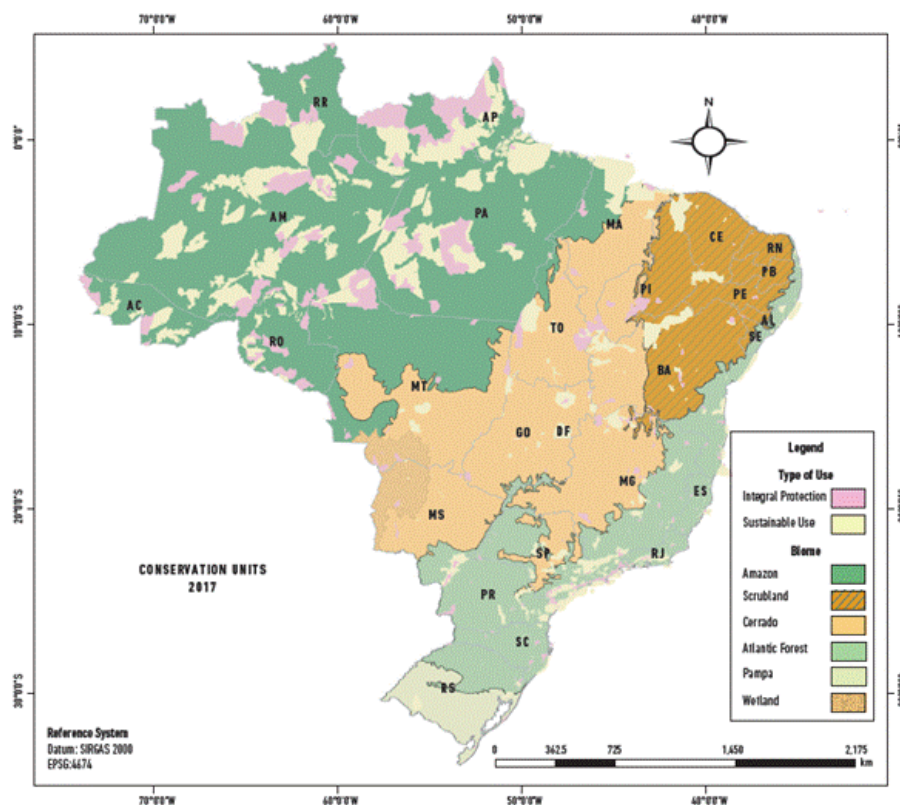 70°0'0"W 60°0'0"W 50°0'0"W 40°0'0"W
N
RR
AP
0°0'0"
AM
PA
MA
CE
RN
PB
PI
PE
AC
AL
10°0'0"S
TO
SE
RO
BA
MT
GO
DF
MG
ES
MS
20°0'0"S
SP
RJ
PR
SC
RS
30°0'0"S
CONSERVATION UNITS
2017
Legend
Type of Use
Integral Protection
Sustainable Use
Biome
Amazon
Scrubland
Cerrado
Atlantic Forest
Pampa
Wetland
Reference System
Datum: SIRGAS 2000
EPSG:4674
0 362.5 725 1,450 2,175
km
70°0'0"W 60°0'0"W 50°0'0"W 40°0'0"W